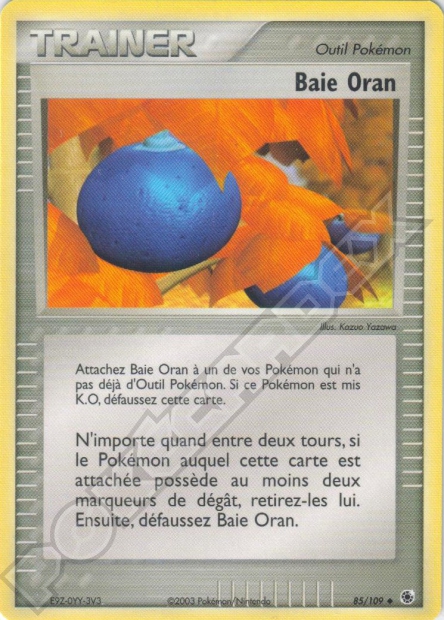 TRAINER
Outil Pokémon
Baie Oran
Illus. Kazuo Yazawa
Attachez Baie Oran à un de vos Pokémon qui n'a
pas déjà d'Outil Pokémon. Si ce Pokémon est mis
K.O, défaussez cette carte.
N'importe quand entre deux tours, si
le Pokémon auquel cette carte est
attachée possède au moins deux
marqueurs de dégât, retirez-les lui.
Ensuite, défaussez Baie Oran.
E9Z-0YY-3V3
©2003 Pokémon/Nintendo
85/109